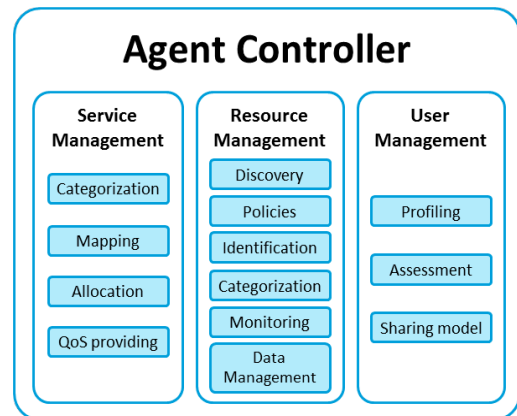 Agent Controller
Service
Management
Categorization
Mapping
Allocation
QoS providing
Resource
Management
Discovery
Policies
Identification
Categorization
Monitoring
Data
Management
User
Management
Profiling
Assessment
Sharing model